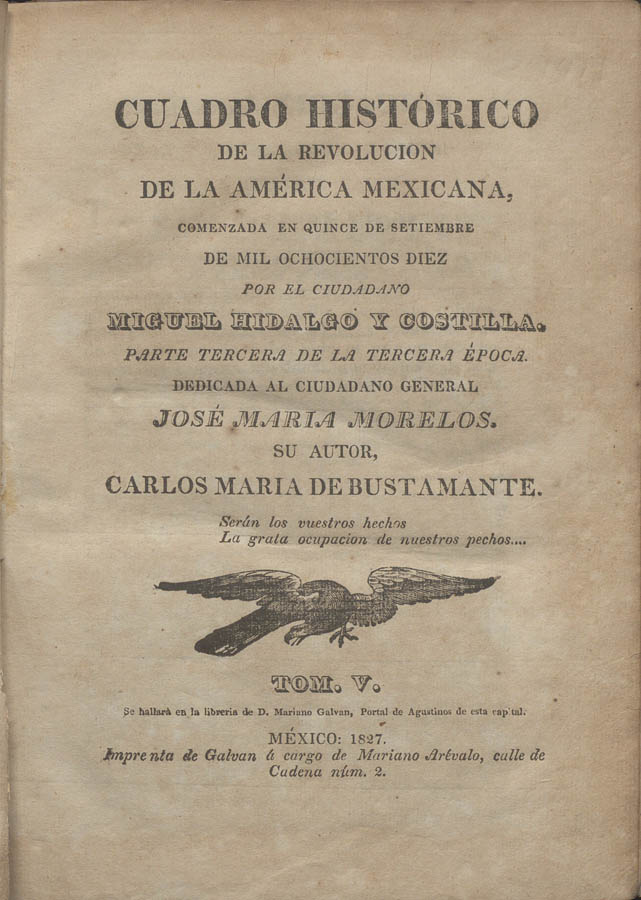 CUADRO HISTÓRICO
DE LA REVOLUCION
DE LA AMÉRICA MEXICANA,
COMENZADA EN QUINCE DE SETIEMBRE
DE MIL OCHOCIENTOS DIEZ
POR EL CIUDADANO
MIGUEL HIDALGO Y COSTILLA.
PARTE TERCERA DE LA TERCERA ÉPOCA.
DEDICADA AL CIUDADANO GENERAL
JOSÉ MARIA MORELOS.
SU AUTOR,
CARLOS MARIA DE BUSTAMANTE.
Serán los vuestros hechos
La grata ocupacion de nuestros pechos....
TOM. V.
Se hallará en la libreria de D. Mariano Galvan, Portal de Agustinos de esta capital.
MÉXICO: 1827.
Imprenta de Galvan á cargo de Mariano Arévalo, calle de
Cadena núm. 2.